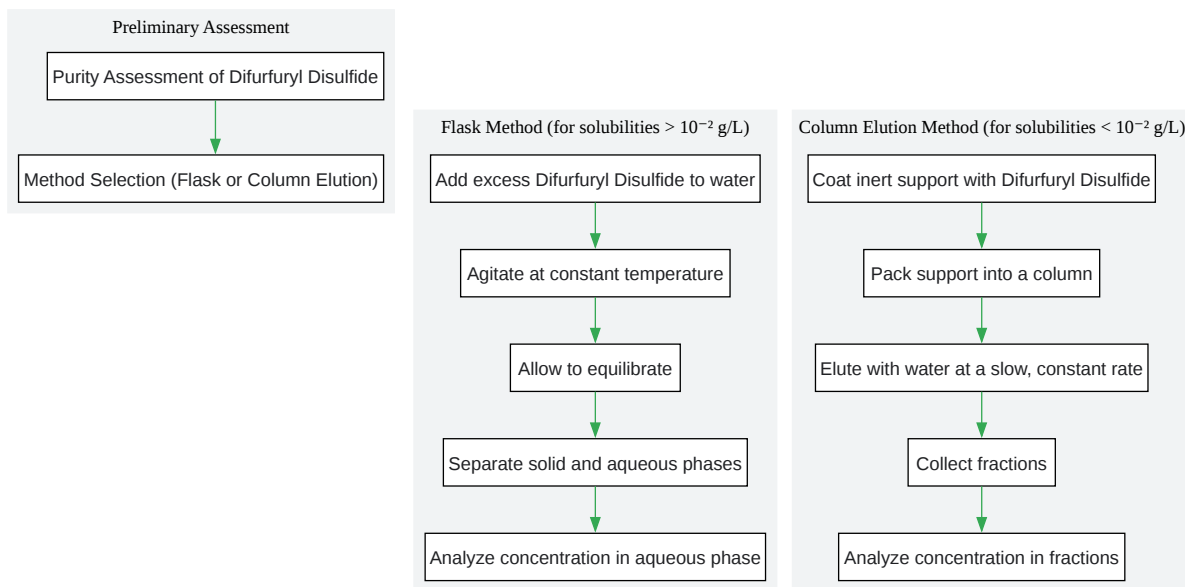 Preliminary Assessment
Purity Assessment of Difurfuryl Disulfide
Method Selection (Flask or Column Elution)
Flask Method (for solubilities > 10⁻² g/L)
Add excess Difurfuryl Disulfide to water
Agitate at constant temperature
Allow to equilibrate
Separate solid and aqueous phases
Analyze concentration in aqueous phase
Column Elution Method (for solubilities < 10⁻² g/L)
Coat inert support with Difurfuryl Disulfide
Pack support into a column
Elute with water at a slow, constant rate
Collect fractions
Analyze concentration in fractions